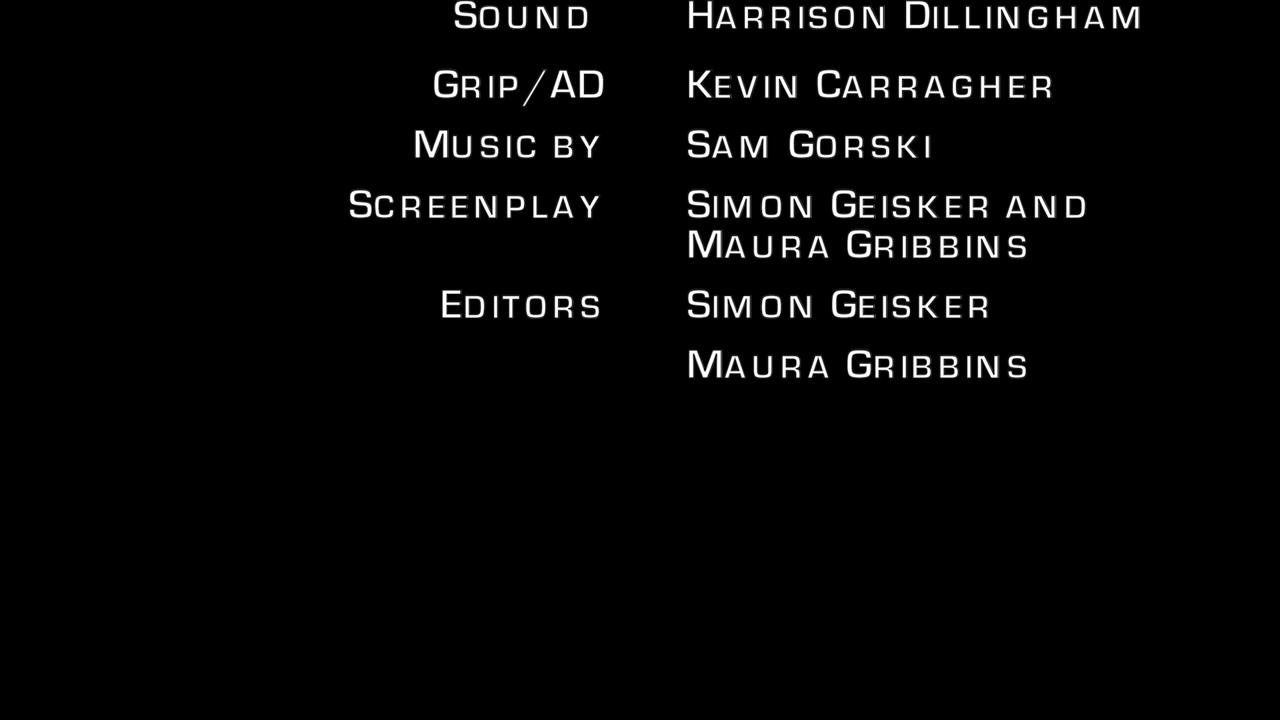 Sound Harrison Dillingham
Grip/AD Kevin Carragher
Music by Sam Gorski
Screenplay Simon Geisker and
Maura Gribbins
Editors Simon Geisker
Maura Gribbins